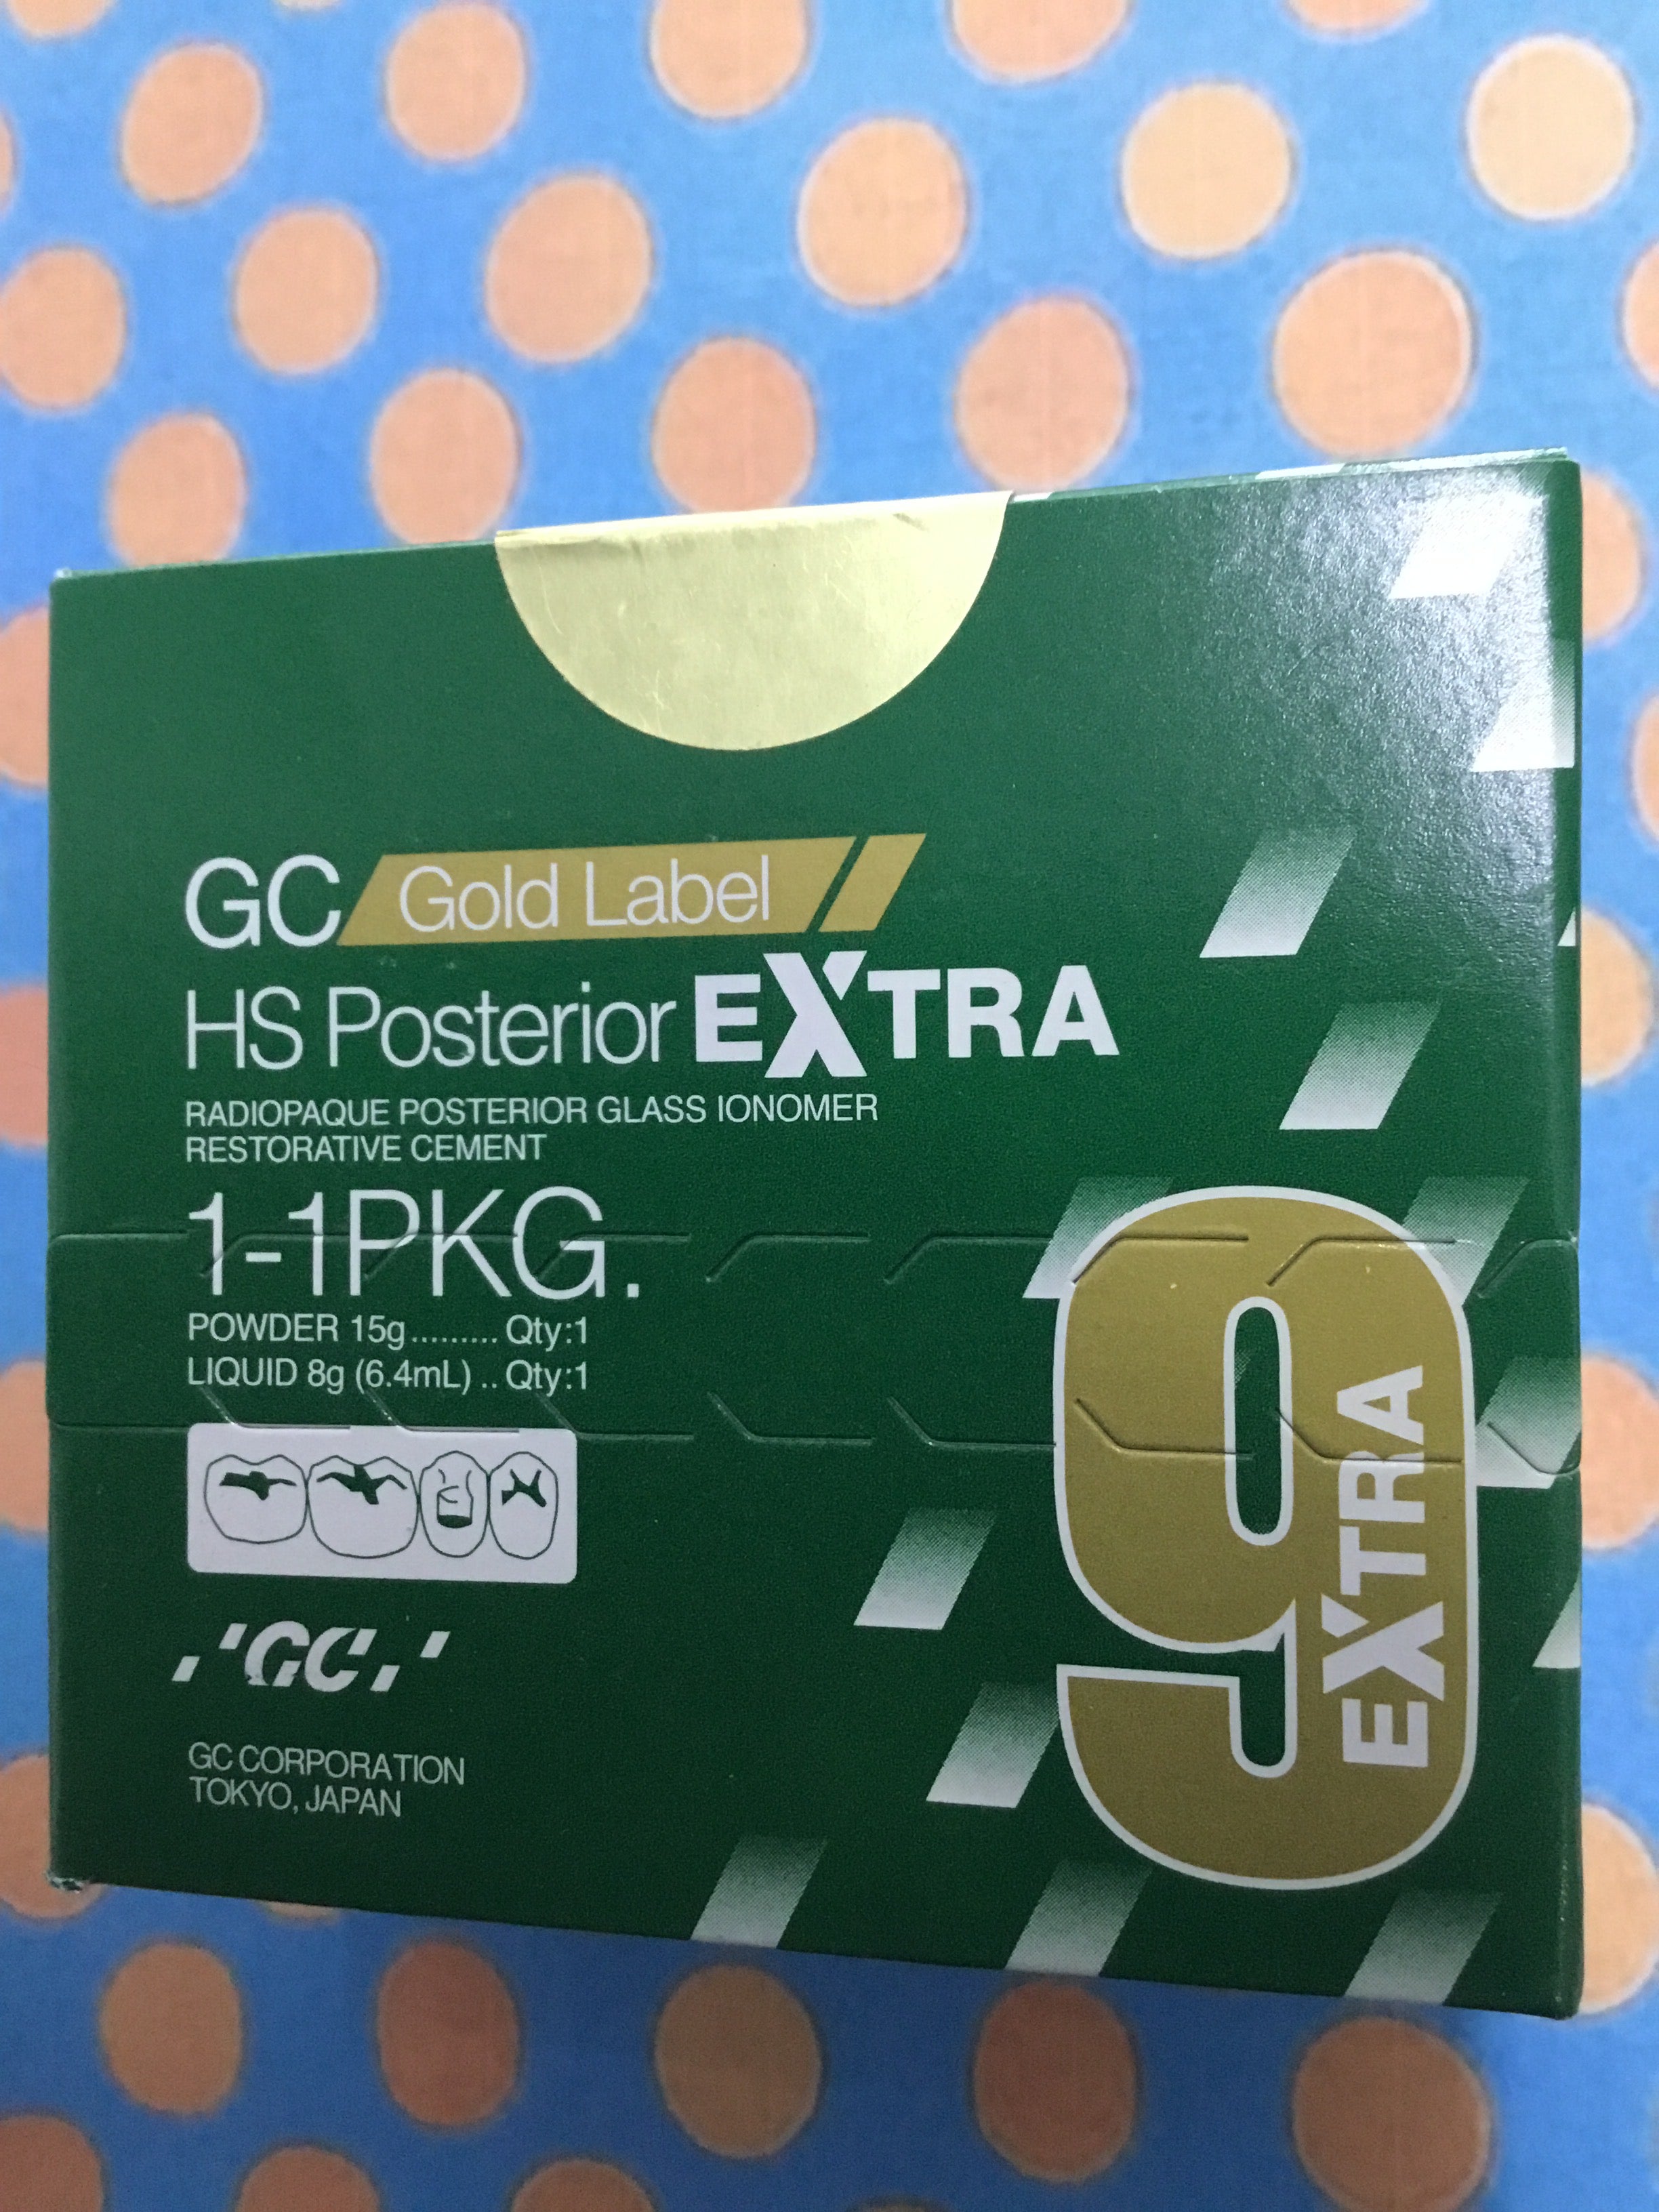 GC Gold Label
HS Posterior EXTRA
RADIOPAQUE POSTERIOR GLASS IONOMER
RESTORATIVE CEMENT
1-1PKG.
POWDER 15g......... Qty:1
LIQUID 8g (6.4mL) .. Qty:1
9
EXTRA
GC
GC CORPORATION
TOKYO, JAPAN